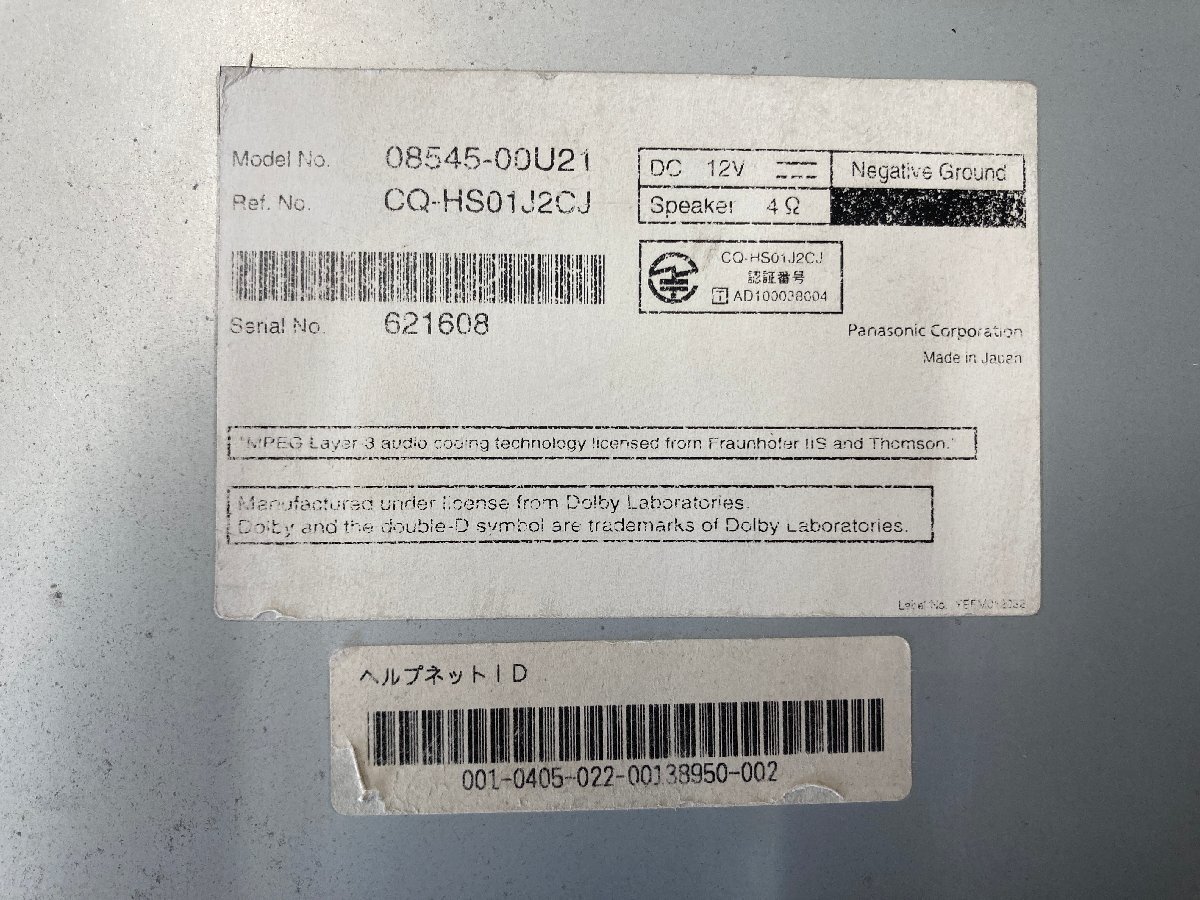 Model No. 08545-00U21
Ref. No. CQ-HS01J2CJ
DC 12V Negative Ground
Speaker 4 Ω
CQ-HS01J2CJ
認証番号
T AD100038004
Serial No. 621608
Panasonic Corporation
Made in Japan
"MPEG Layer-3 audio coding technology licensed from Fraunhofer IIS and Thomson."
Manufactured under license from Dolby Laboratories.
Dolby and the double-D symbol are trademarks of Dolby Laboratories.
Label No.
ヘルプネットID
001-0405-022-00138950-002